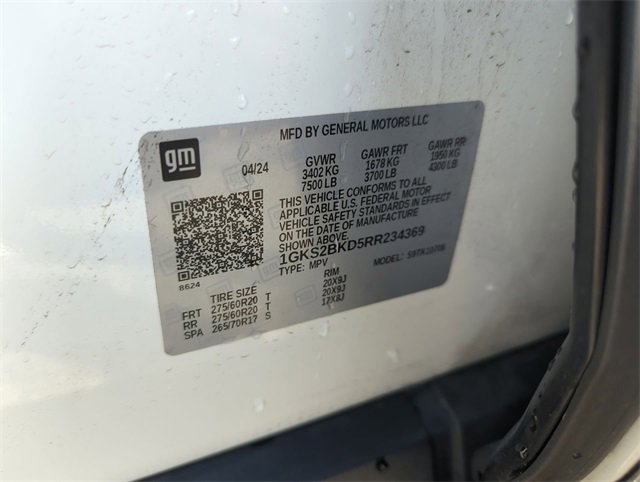 MFD BY GENERAL MOTORS LLC
gm
04/24
GVWR GAWR FRT GAWR RR
3402 KG 1678 KG 1950 KG
7500 LB 3700 LB 4300 LB
THIS VEHICLE CONFORMS TO ALL
APPLICABLE U.S. FEDERAL MOTOR
VEHICLE SAFETY STANDARDS IN EFFECT
ON THE DATE OF MANUFACTURE
SHOWN ABOVE.
1GKS2BKD5RR234369
TYPE: MPV MODEL:
8624
TIRE SIZE RIM
FRT 275/60R20 T 20X9J
RR 275/60R20 T 20X9J
SPA 265/70R17 S 17X8J